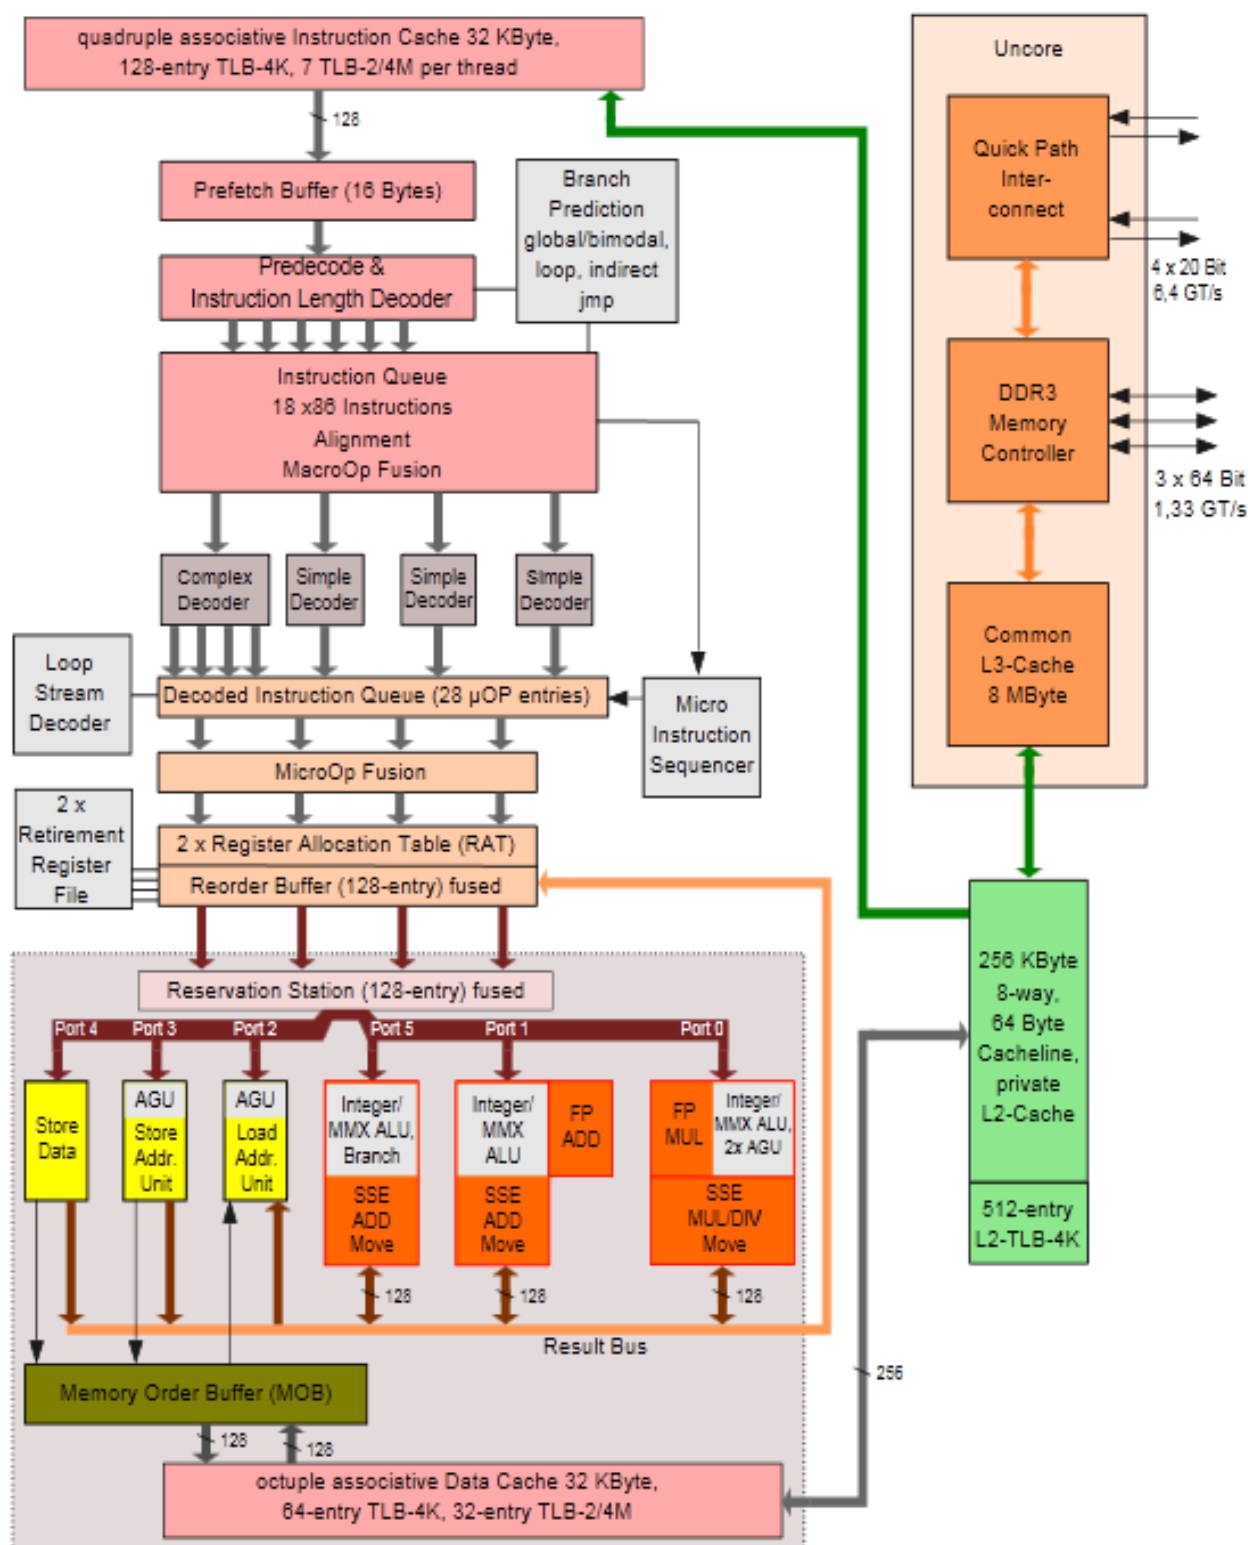 quadruple associative Instruction Cache 32 KByte,
128-entry TLB-4K, 7 TLB-2/4M per thread
128
Prefetch Buffer (16 Bytes)
Predecode &
Instruction Length Decoder
Branch
Prediction
global/bimodal,
loop, indirect
jmp
Instruction Queue
18 x86 Instructions
Alignment
MacroOp Fusion
Complex
Decoder
Simple
Decoder
Simple
Decoder
Simple
Decoder
Loop
Stream
Decoder
Decoded Instruction Queue (28 µOP entries)
Micro
Instruction
Sequencer
MicroOp Fusion
2 x
Retirement
Register
File
2 x Register Allocation Table (RAT)
Reorder Buffer (128-entry) fused
Reservation Station (128-entry) fused
Port 4
Port 3
Port 2
Port 5
Port 1
Port 0
Store
Data
AGU
Store
Addr.
Unit
AGU
Load
Addr.
Unit
Integer/
MMX ALU,
Branch
SSE
ADD
Move
Integer/
MMX
ALU
FP
ADD
SSE
ADD
Move
FP
MUL
Integer/
MMX ALU,
2x AGU
SSE
MUL/DIV
Move
128
128
128
Result Bus
Memory Order Buffer (MOB)
128
128
octuple associative Data Cache 32 KByte,
64-entry TLB-4K, 32-entry TLB-2/4M
256
Uncore
Quick Path
Inter-
connect
4 x 20 Bit
6,4 GT/s
DDR3
Memory
Controller
3 x 64 Bit
1,33 GT/s
Common
L3-Cache
8 MByte
256 KByte
8-way,
64 Byte
Cacheline,
private
L2-Cache
512-entry
L2-TLB-4K